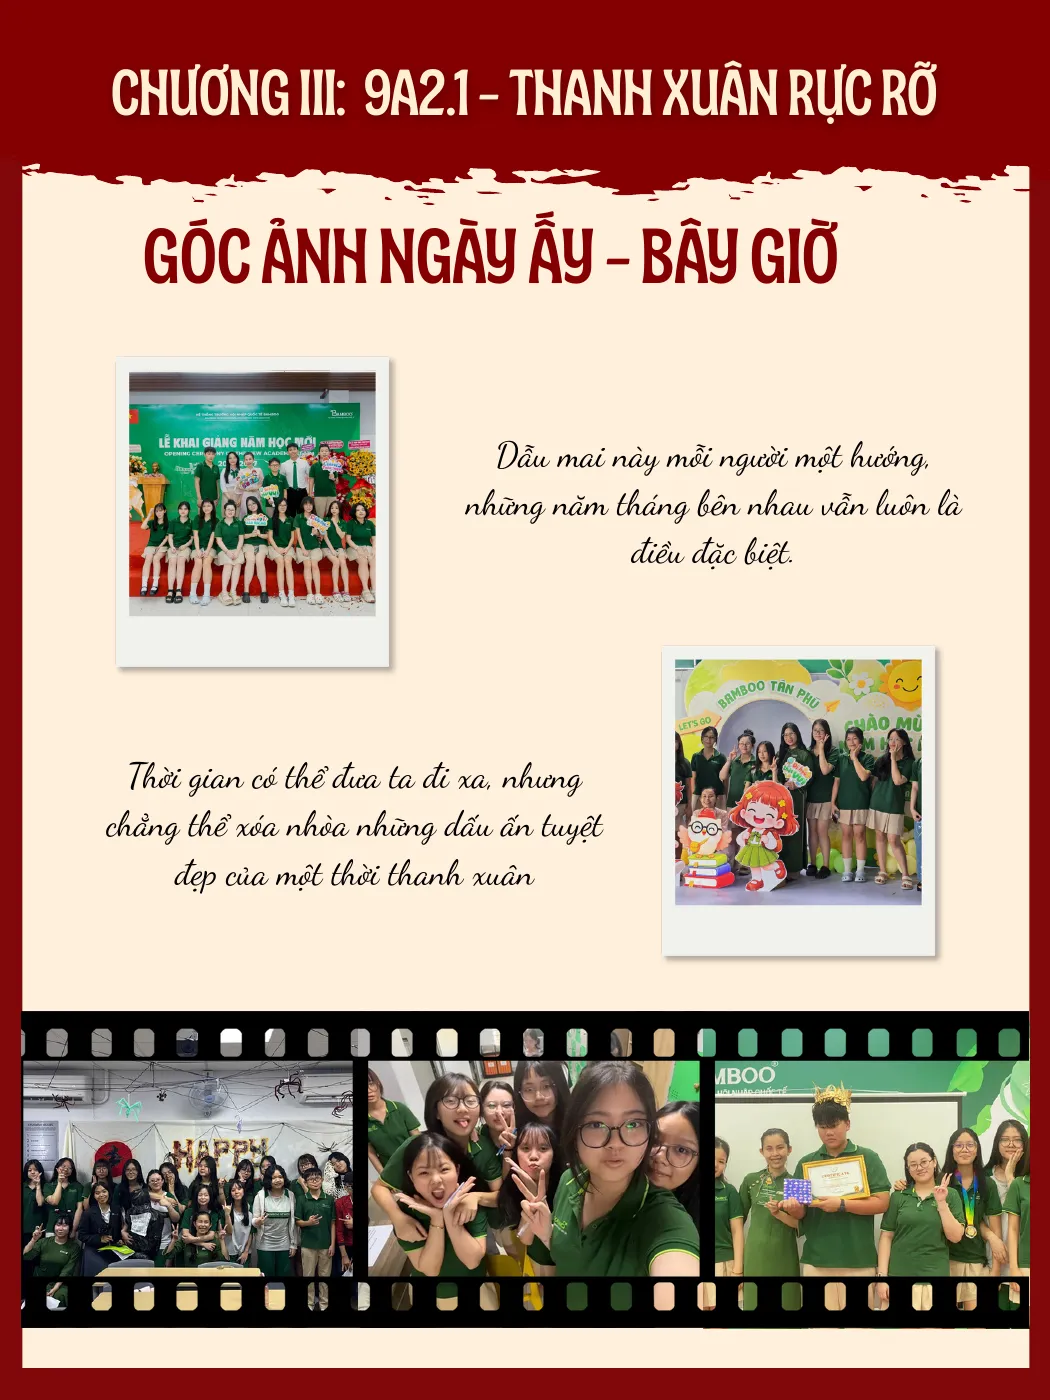 CHƯƠNG III: 9A2.1 - THANH XUÂN RỰC RỠ
GÓC ẢNH NGÀY ẤY - BÂY GIỜ
BAMBOO
LỄ KHAI GIẢNG NĂM HỌC MỚI
Dẫu mai này mỗi người một hướng,
những năm tháng bên nhau vẫn luôn là
điều đặc biệt.
BAMBOO TÂN PHÚ
LET'S GO
CHÀO MỪ
Thời gian có thể đưa ta đi xa, nhưng
chẳng thể xóa nhòa những dấu ấn tuyệt
đẹp của một thời thanh xuân
HAPPY
MBOO